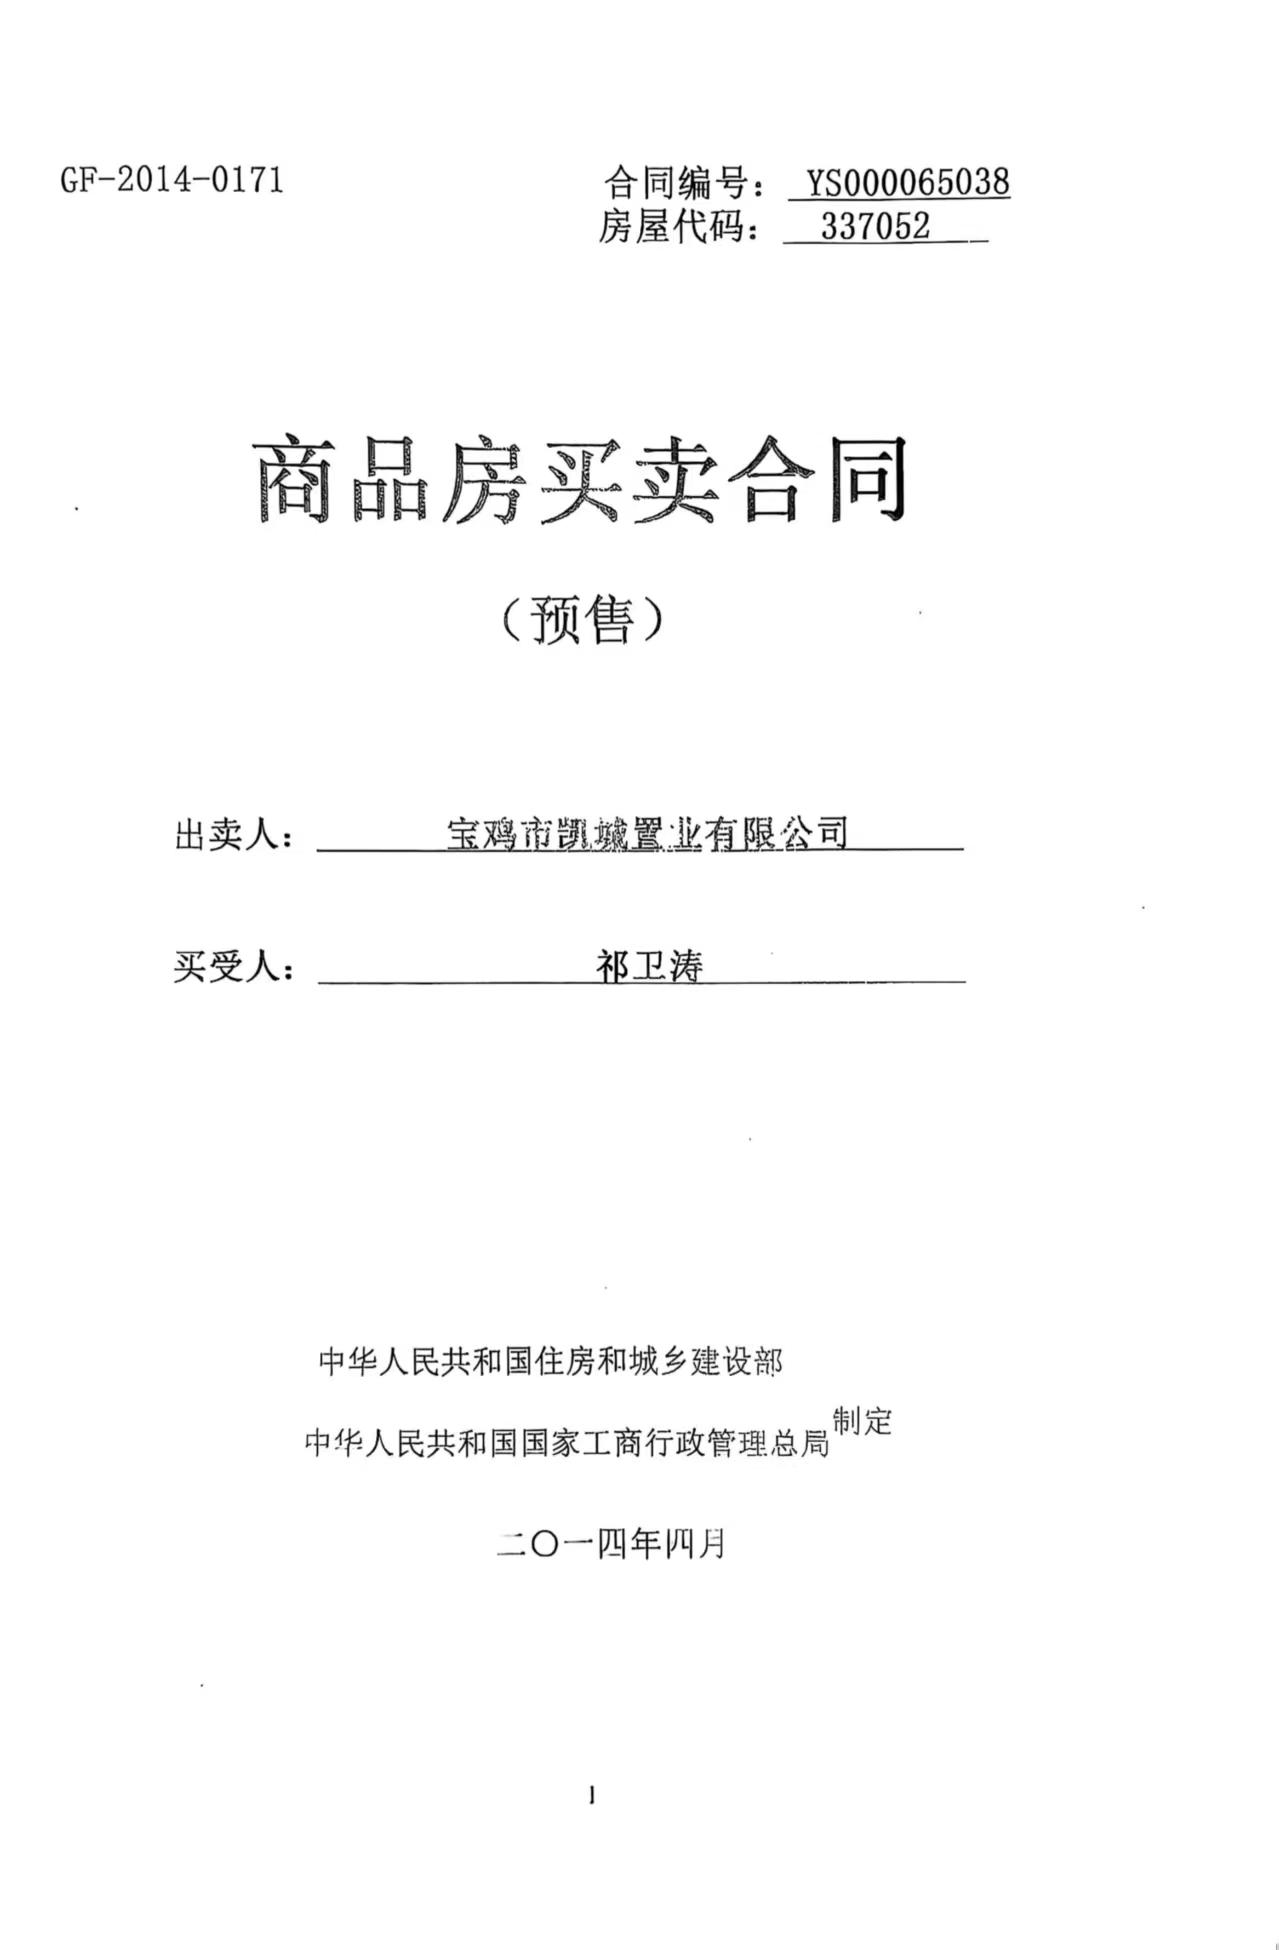 GF-2014-0171
合同编号： YS000065038
房屋代码： 337052
商品房买卖合同
（预售）
出卖人： 宝鸡市凯城置业有限公司
买受人： 祁卫涛
中华人民共和国住房和城乡建设部
中华人民共和国国家工商行政管理总局 制定
二〇一四年四月
1